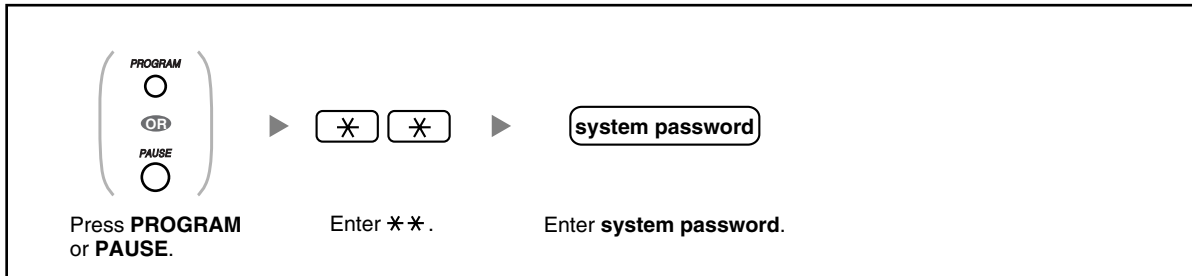 PROGRAM
OR
PAUSE
* *
system password
Press PROGRAM
or PAUSE.
Enter **.
Enter system password.